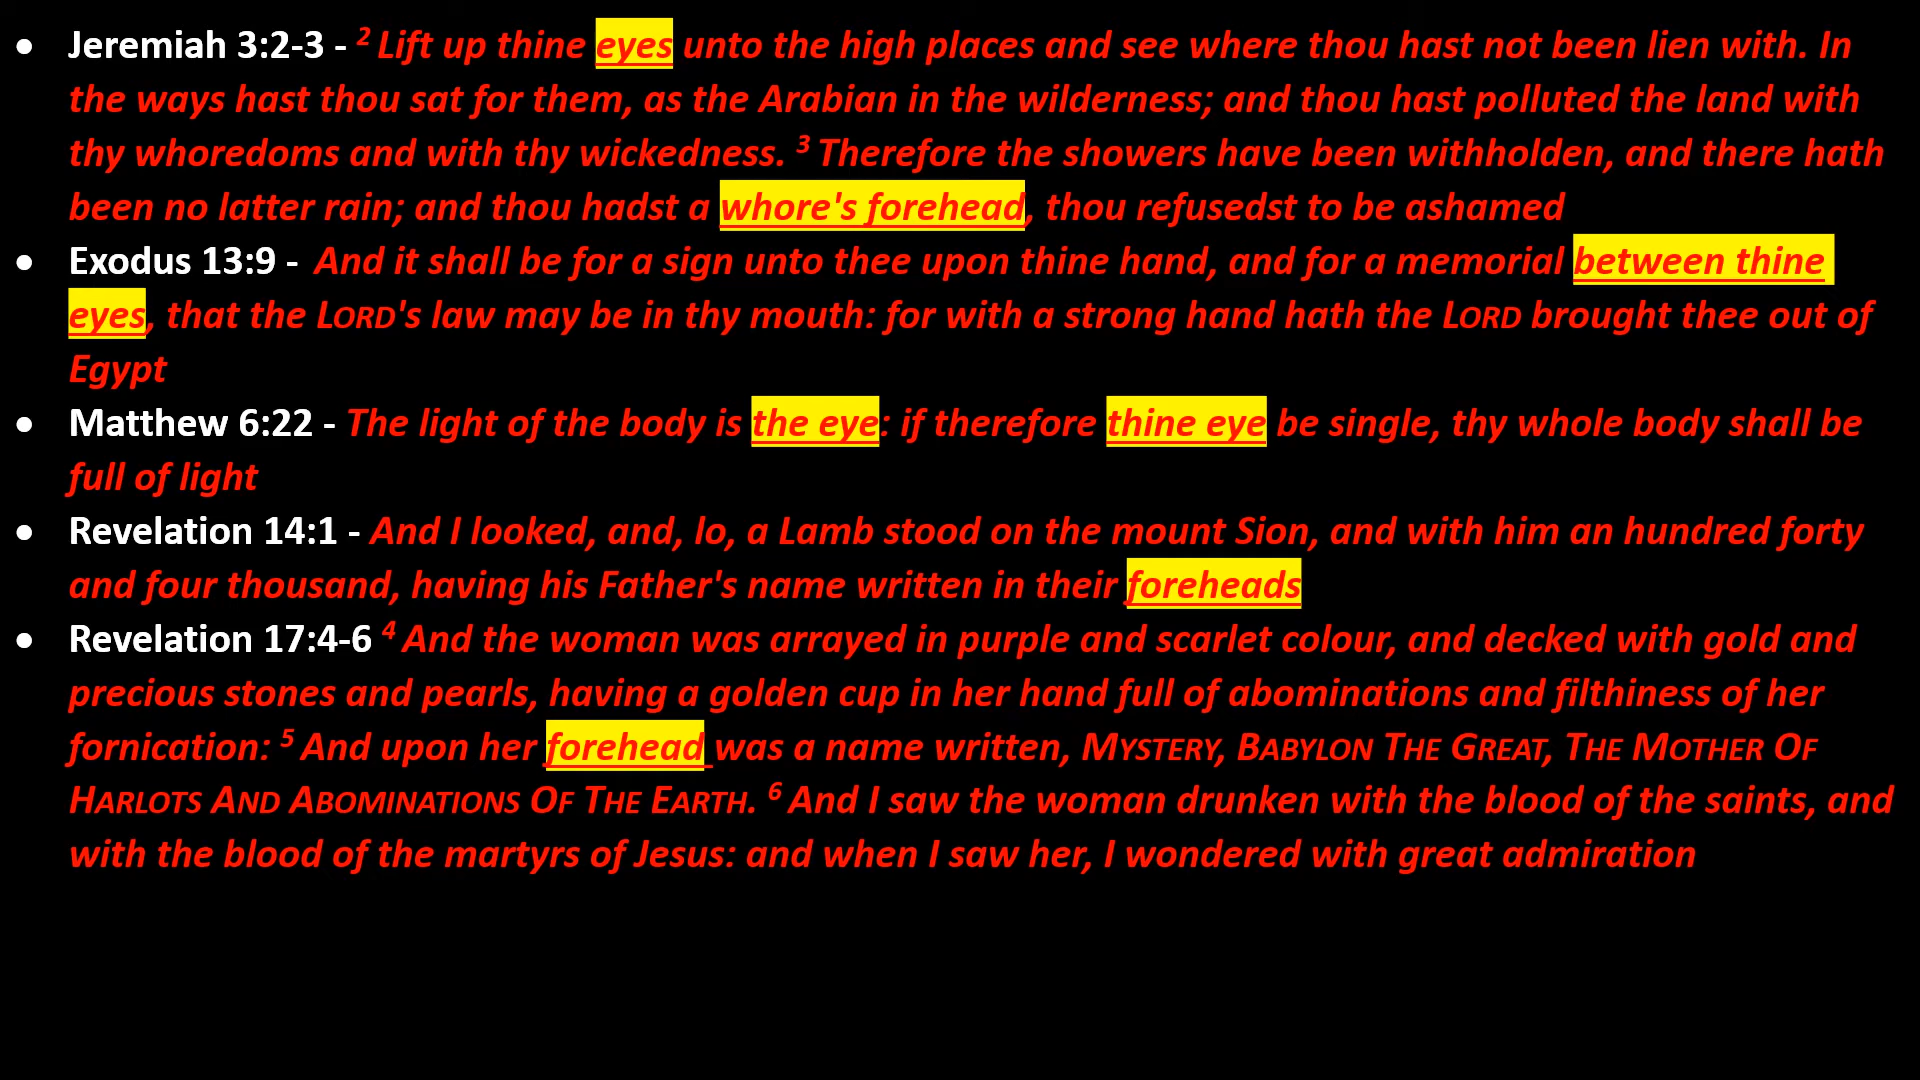 • Jeremiah 3:2-3 - 2 Lift up thine eyes unto the high places and see where thou hast not been lien with. In
the ways hast thou sat for them, as the Arabian in the wilderness; and thou hast polluted the land with
thy whoredoms and with thy wickedness. 3 Therefore the showers have been withholden, and there hath
been no latter rain; and thou hadst a whore's forehead, thou refusedst to be ashamed
• Exodus 13:9 - And it shall be for a sign unto thee upon thine hand, and for a memorial between thine
eyes, that the LORD's law may be in thy mouth: for with a strong hand hath the LORD brought thee out of
Egypt
• Matthew 6:22 - The light of the body is the eye: if therefore thine eye be single, thy whole body shall be
full of light
• Revelation 14:1 - And I looked, and, lo, a Lamb stood on the mount Sion, and with him an hundred forty
and four thousand, having his Father's name written in their foreheads
• Revelation 17:4-6 4 And the woman was arrayed in purple and scarlet colour, and decked with gold and
precious stones and pearls, having a golden cup in her hand full of abominations and filthiness of her
fornication: 5 And upon her forehead was a name written, MYSTERY, BABYLON THE GREAT, THE MOTHER OF
HARLOTS AND ABOMINATIONS OF THE EARTH. 6 And I saw the woman drunken with the blood of the saints, and
with the blood of the martyrs of Jesus: and when I saw her, I wondered with great admiration